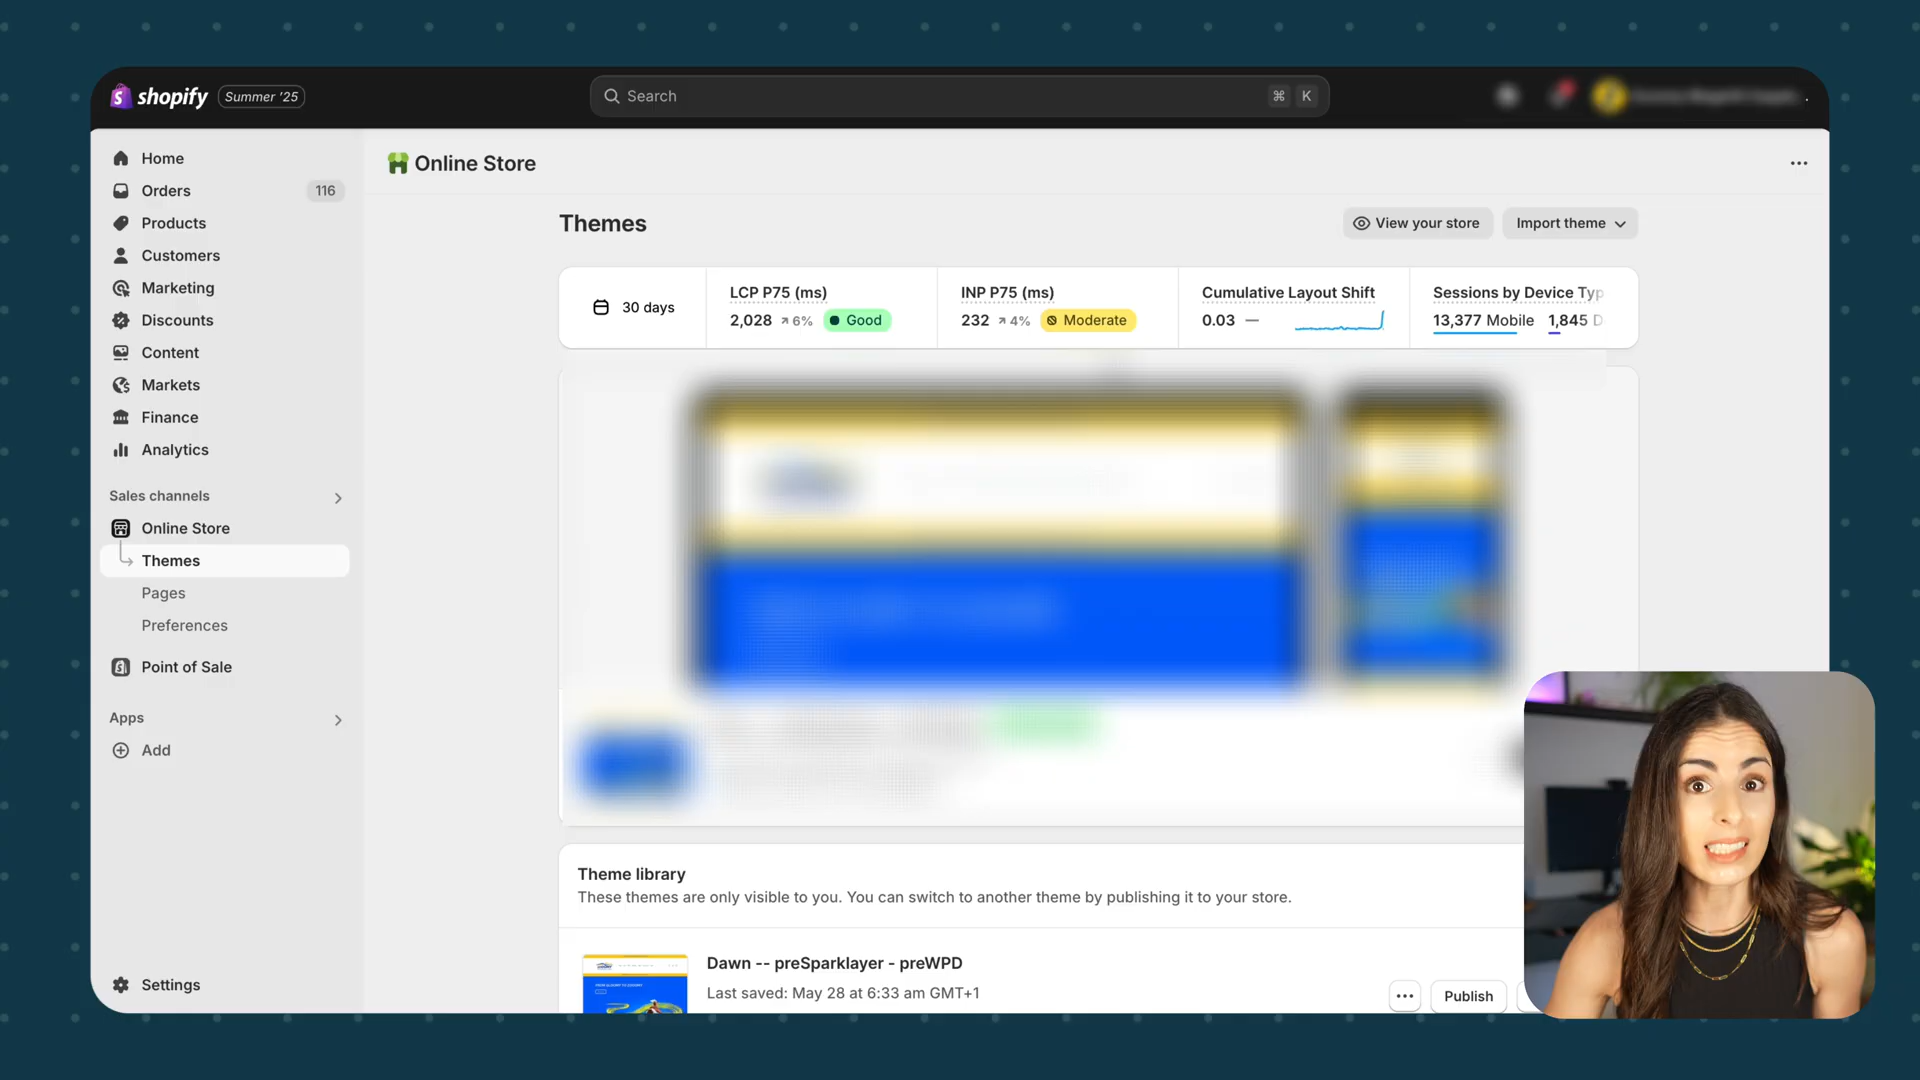 shopify Summer '25
Search ⌘ K
Home
Orders 116
Products
Customers
Marketing
Discounts
Content
Markets
Finance
Analytics
Sales channels
Online Store
Themes
Pages
Preferences
Point of Sale
Apps
Add
Settings
Online Store
Themes
View your store
Import theme
30 days
LCP P75 (ms)
2,028 6% Good
INP P75 (ms)
232 4% Moderate
Cumulative Layout Shift
0.03 —
Sessions by Device Typ
13,377 Mobile 1,845 D
Theme library
These themes are only visible to you. You can switch to another theme by publishing it to your store.
Dawn -- preSparklayer - preWPD
Last saved: May 28 at 6:33 am GMT+1
Publish